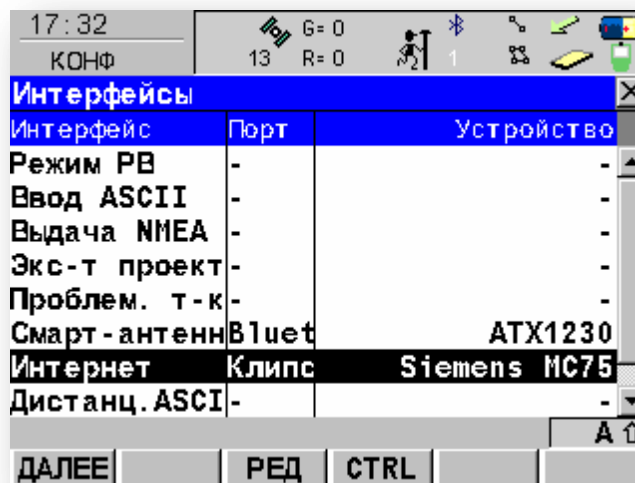 17:32 G= 0
КОНФ 13 R= 0 1
Интерфейсы
Интерфейс Порт Устройство
Режим РВ - -
Ввод ASCII - -
Выдача NMEA - -
Экс-т проект - -
Проблем. т-к - -
Смарт-антенн Bluet ATX1230
Интернет Клипс Siemens MC75
Дистанц.ASCI - -
A
ДАЛЕЕ РЕД CTRL